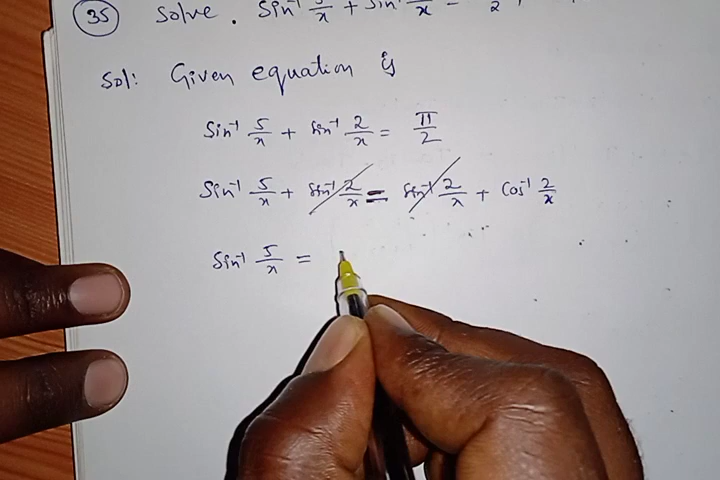 (35) Solve. Sin⁻¹ 5/x + Sin⁻¹ /x = /2
Sol: Given equation is
Sin⁻¹ 5/x + Sin⁻¹ 2/x = π/2
Sin⁻¹ 5/x + Sin⁻¹ 2/x = Sin⁻¹ 2/x + Cos⁻¹ 2/x
Sin⁻¹ 5/x =